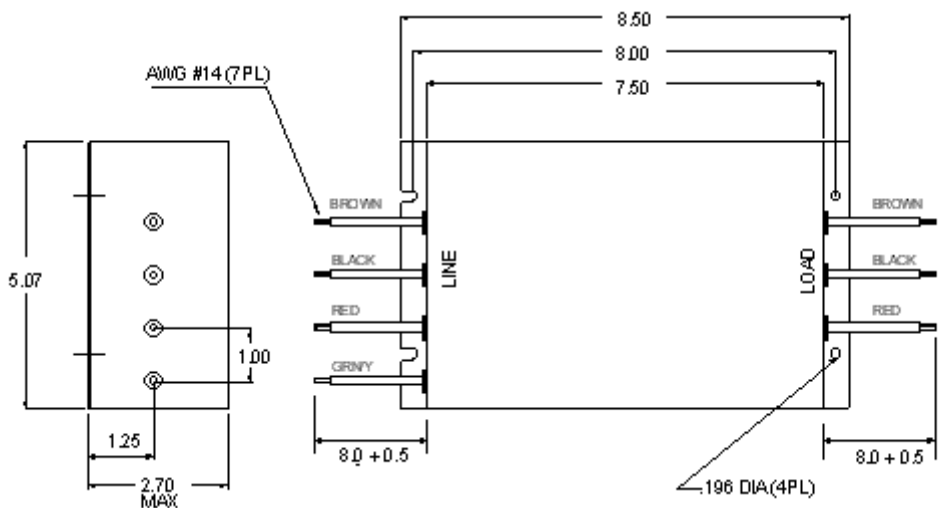 8.50
8.00
AWG #14 (7PL)
7.50
BROWN
BROWN
BLACK
BLACK
LINE
LOAD
5.07
RED
RED
1.00
GRN/Y
1.25
8.0 + 0.5
8.0 + 0.5
2.70
MAX
.196 DIA (4PL)